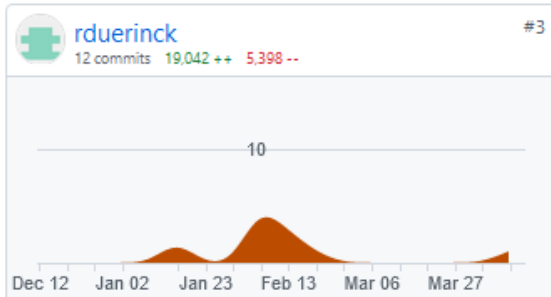 rduerinck
#3
12 commits 19,042 ++ 5,398 --
10
Dec 12 Jan 02 Jan 23 Feb 13 Mar 06 Mar 27